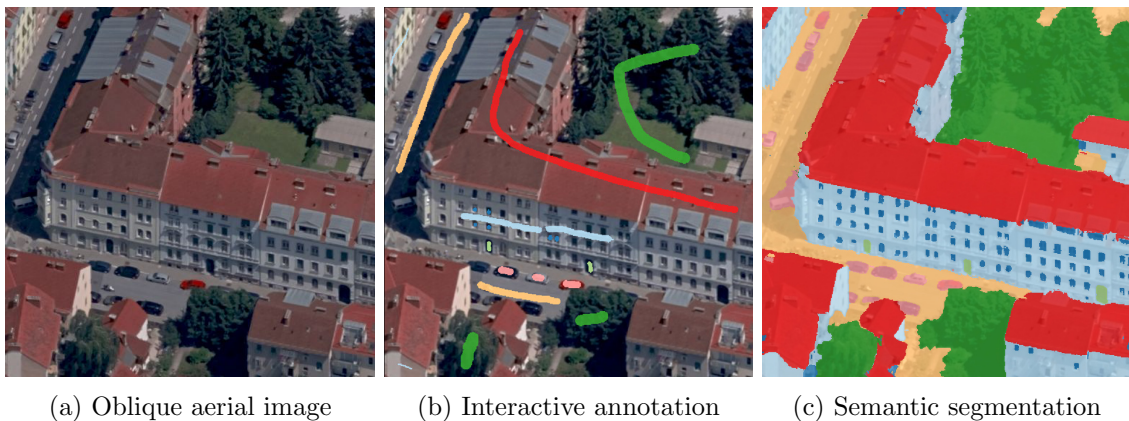 (a) Oblique aerial image
(b) Interactive annotation
(c) Semantic segmentation